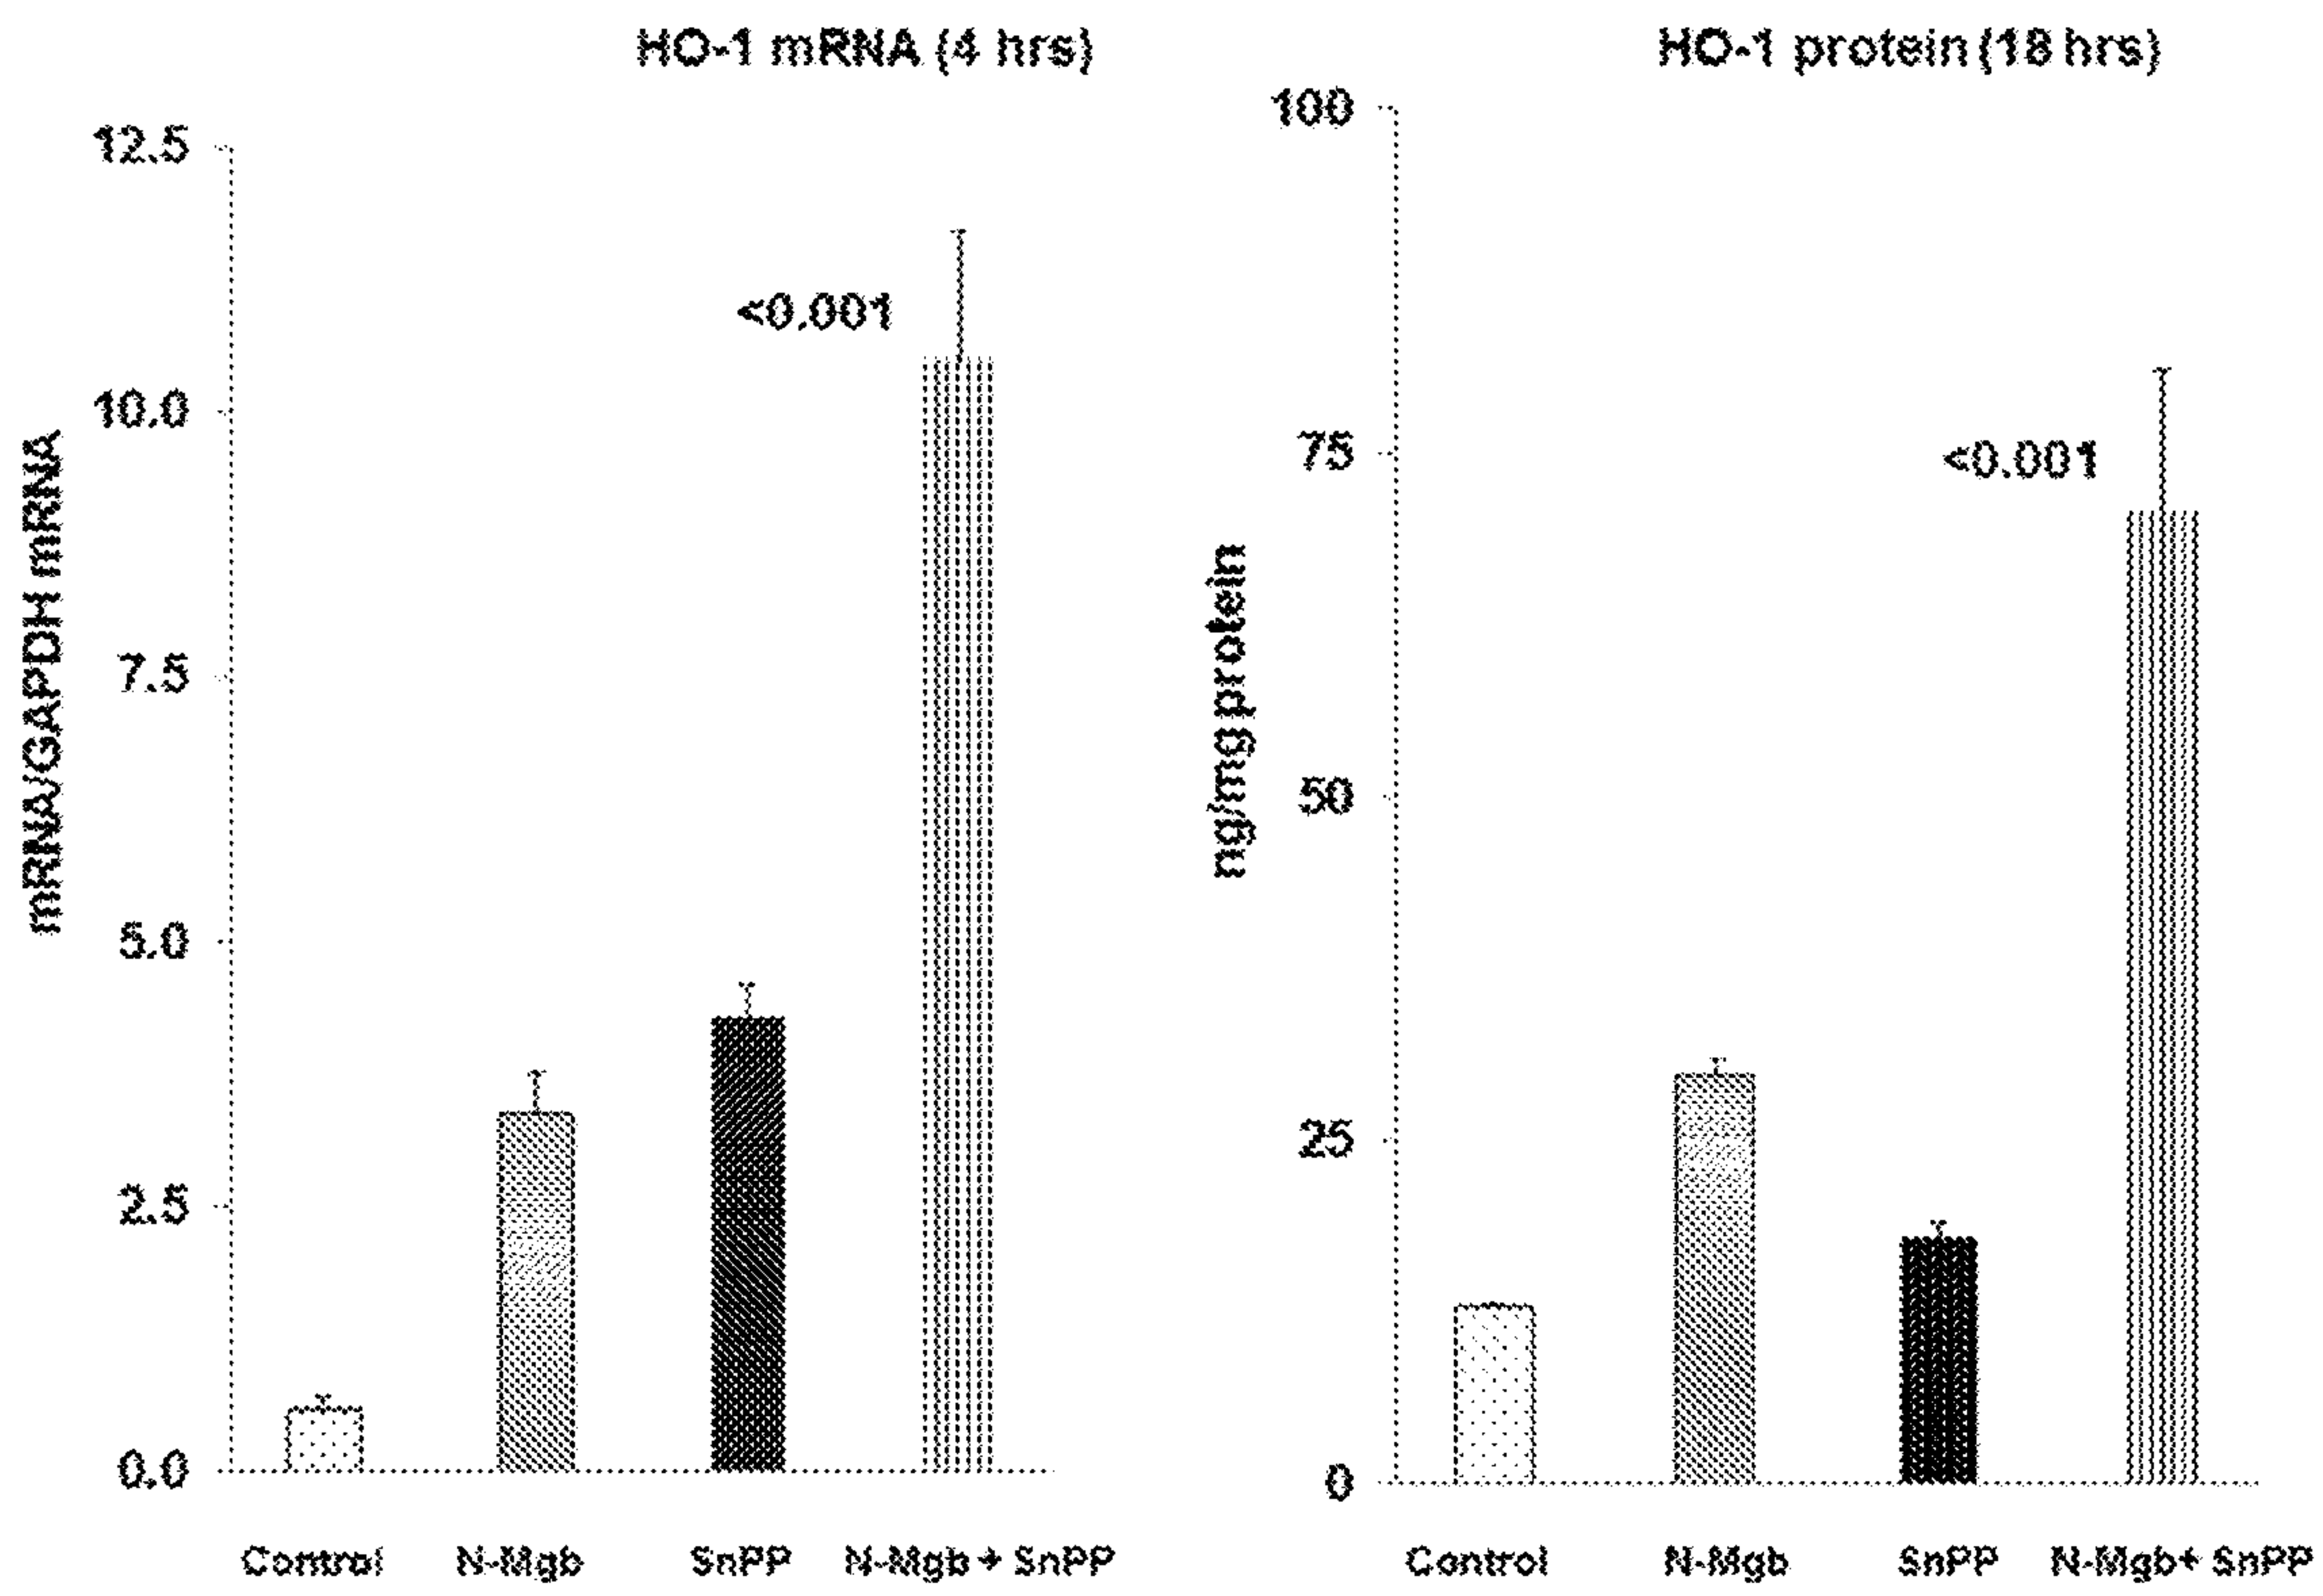 HO-1 mRNA (4 hrs)
12.5
10.0
7.5
5.0
2.5
0.0
mRNA/GAPDH mRNA
<0.001
Control N-Mgb SnPP N-Mgb + SnPP
HO-1 protein (18 hrs)
100
75
50
25
0
ng/mg protein
<0.001
Control N-Mgb SnPP N-Mgb+ SnPP